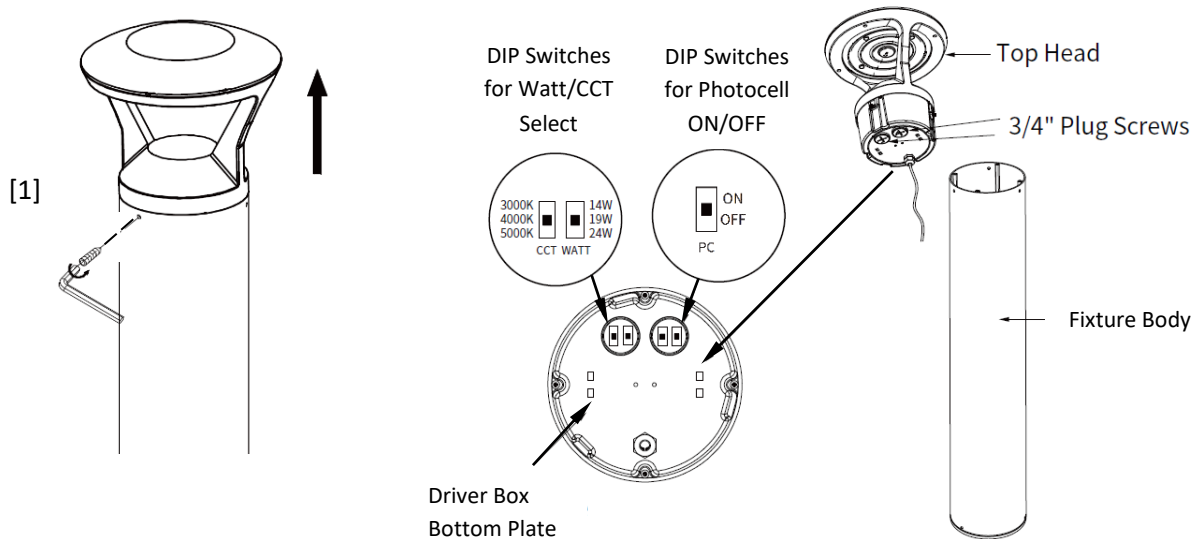 [1]
DIP Switches
for Watt/CCT
Select
DIP Switches
for Photocell
ON/OFF
3000K
4000K
5000K
14W
19W
24W
CCT WATT
ON
OFF
PC
Top Head
3/4" Plug Screws
Fixture Body
Driver Box
Bottom Plate